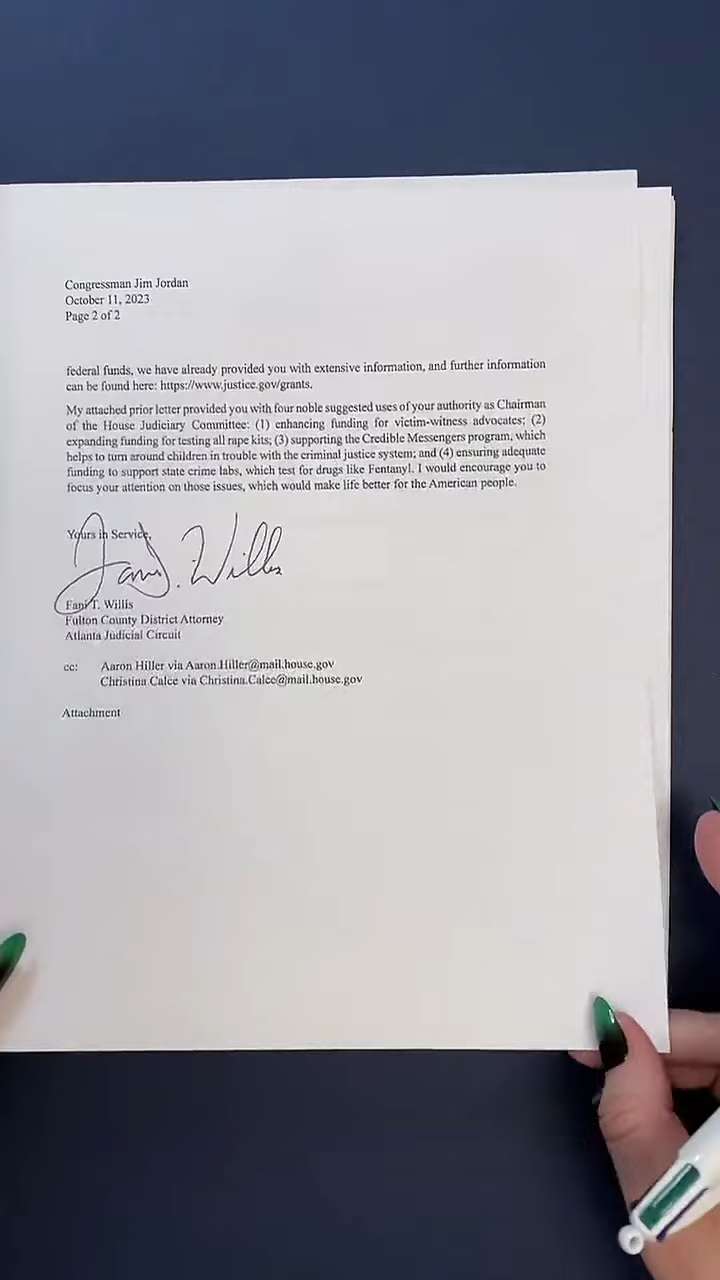 Congressman Jim Jordan
October 11, 2023
Page 2 of 2
federal funds, we have already provided you with extensive information, and further information
can be found here: https://www.justice.gov/grants.
My attached prior letter provided you with four noble suggested uses of your authority as Chairman
of the House Judiciary Committee: (1) enhancing funding for victim-witness advocates; (2)
expanding funding for testing all rape kits; (3) supporting the Credible Messengers program, which
helps to turn around children in trouble with the criminal justice system; and (4) ensuring adequate
funding to support state crime labs, which test for drugs like Fentanyl. I would encourage you to
focus your attention on those issues, which would make life better for the American people.
Yours in Service,
Fani T. Willis
Fani T. Willis
Fulton County District Attorney
Atlanta Judicial Circuit
cc: Aaron Hiller via Aaron.Hiller@mail.house.gov
Christina Calce via Christina.Calce@mail.house.gov
Attachment